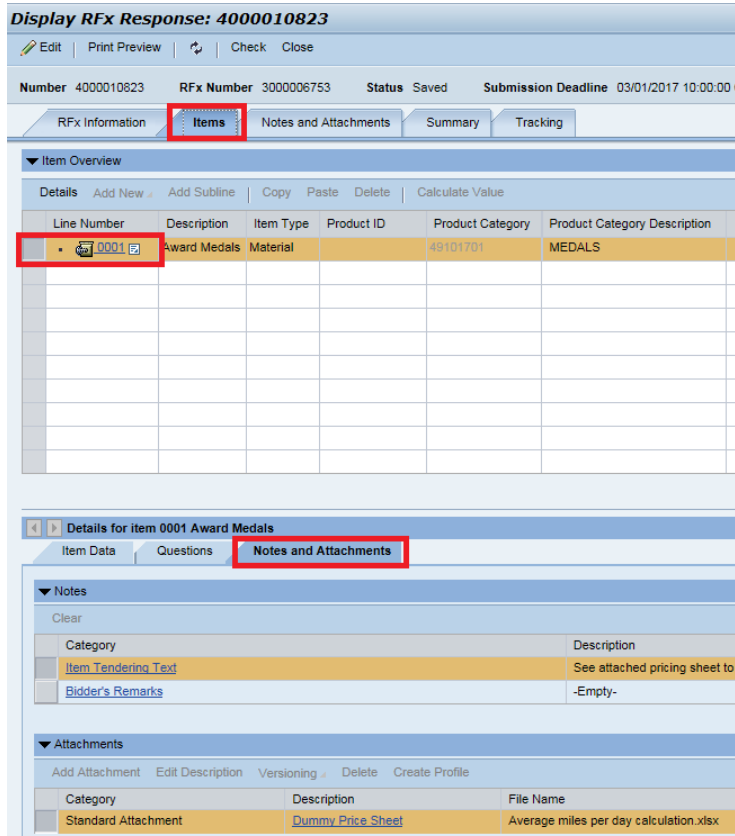 Display RFx Response: 4000010823
Edit | Print Preview | | Check Close
Number 4000010823 RFx Number 3000006753 Status Saved Submission Deadline 03/01/2017 10:00:00
RFx Information Items Notes and Attachments Summary Tracking
Item Overview
Details Add New Add Subline | Copy Paste Delete | Calculate Value
Line Number Description Item Type Product ID Product Category Product Category Description
0001 Award Medals Material 49101701 MEDALS
Details for item 0001 Award Medals
Item Data Questions Notes and Attachments
Notes
Clear
Category Description
Item Tendering Text See attached pricing sheet to
Bidder's Remarks -Empty-
Attachments
Add Attachment Edit Description Versioning Delete Create Profile
Category Description File Name
Standard Attachment Dummy Price Sheet Average miles per day calculation.xlsx